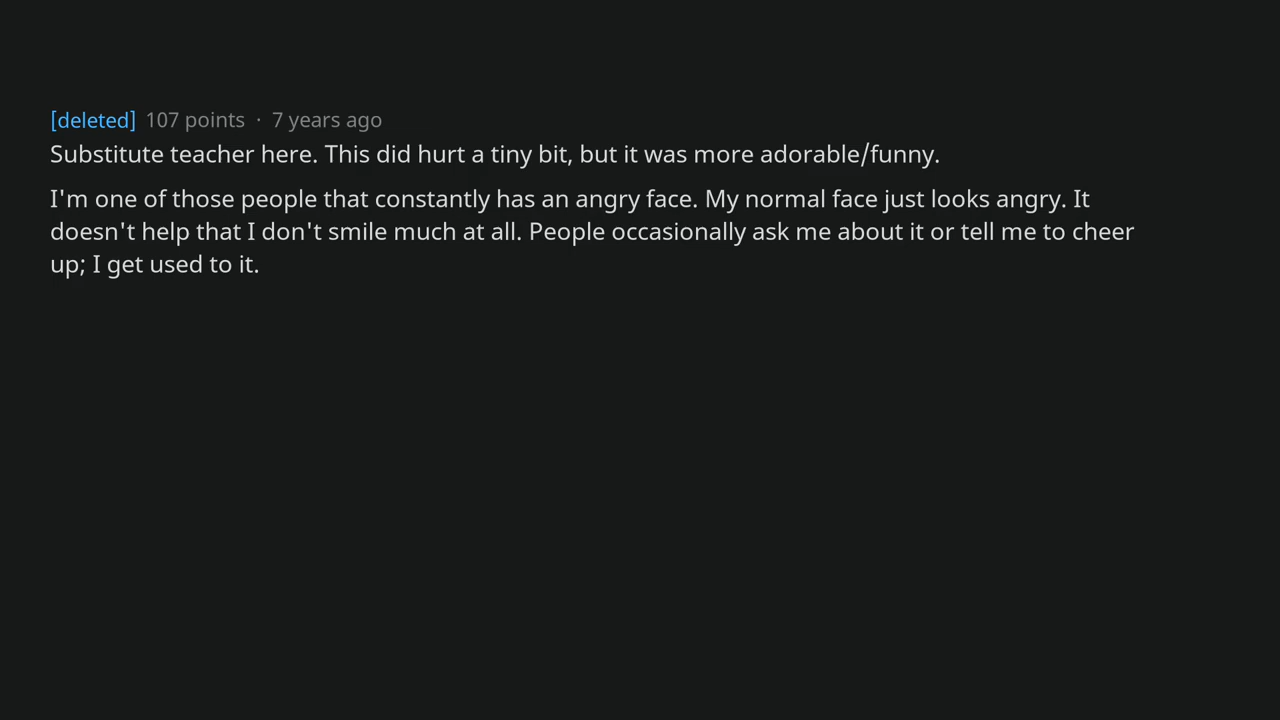 [deleted] 107 points · 7 years ago
Substitute teacher here. This did hurt a tiny bit, but it was more adorable/funny.
I'm one of those people that constantly has an angry face. My normal face just looks angry. It
doesn't help that I don't smile much at all. People occasionally ask me about it or tell me to cheer
up; I get used to it.